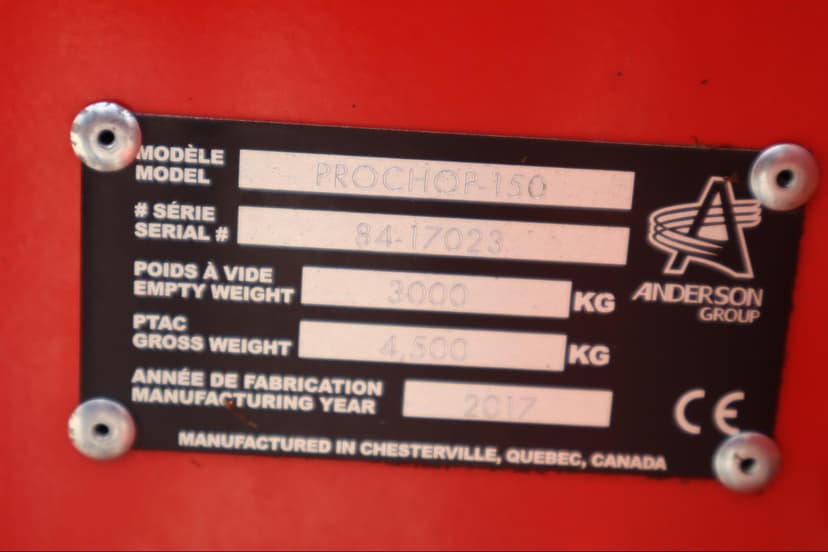 MODÈLE
MODEL
PROCHOP-150
# SÉRIE
SERIAL #
84-17023
POIDS À VIDE
EMPTY WEIGHT
3000 KG
PTAC
GROSS WEIGHT
4,500 KG
ANNÉE DE FABRICATION
MANUFACTURING YEAR
2017
ANDERSON
GROUP
CE
MANUFACTURED IN CHESTERVILLE, QUEBEC, CANADA